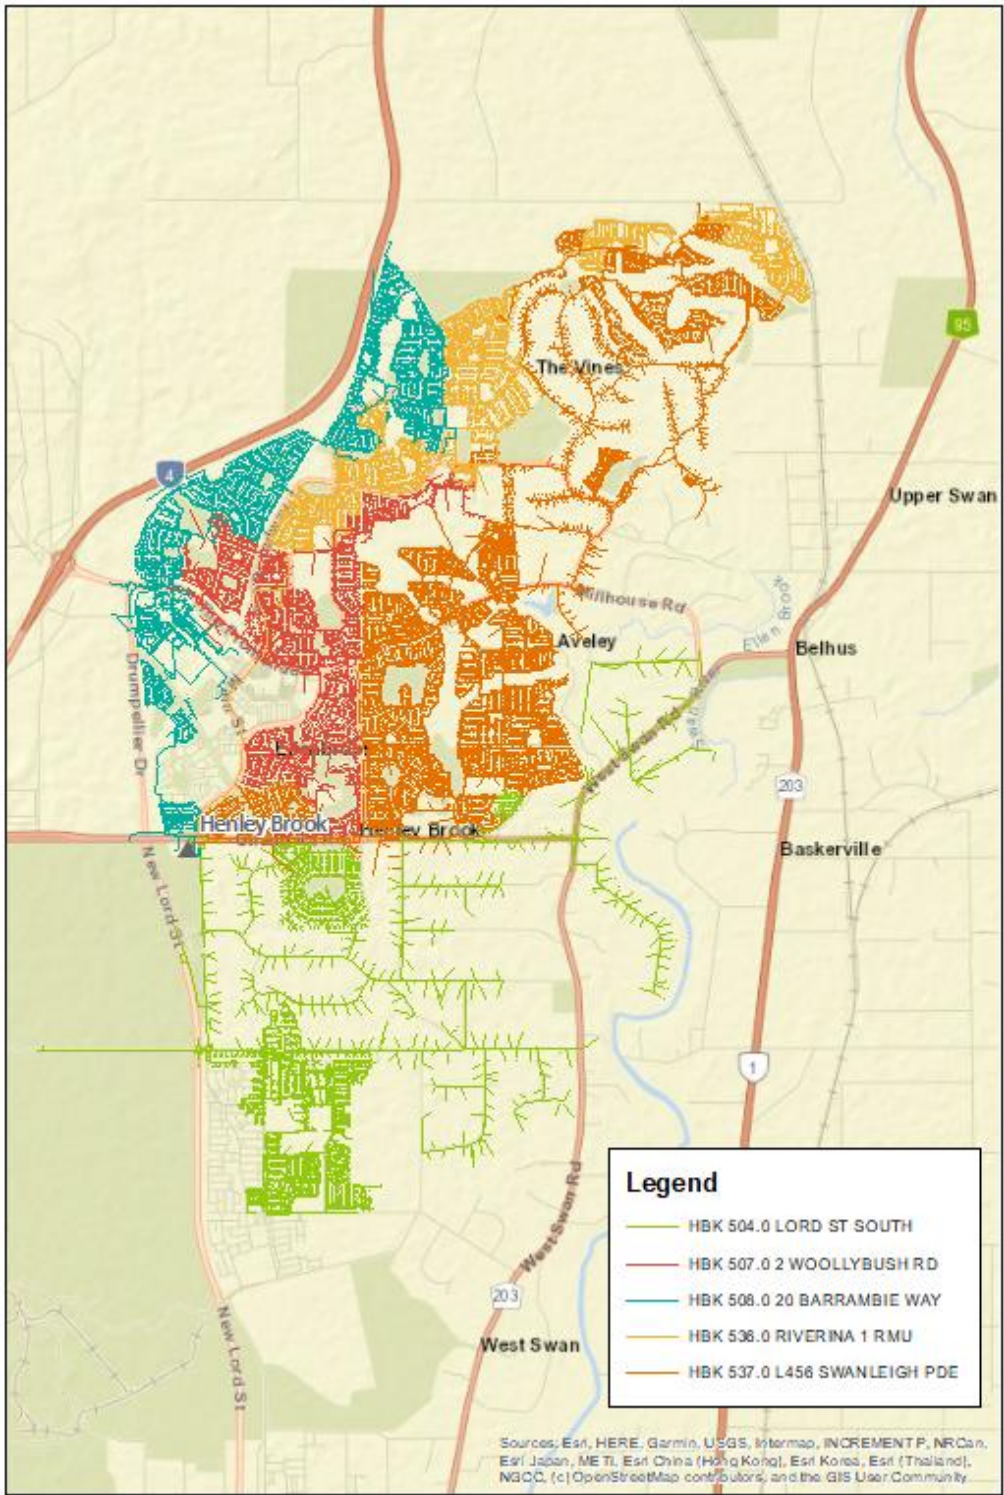 95
The Vines
4
Upper Swan
Millhouse Rd
Ellen Brook
Aveley
Belhus
Drumpellier Dr
West Swan Rd
203
Henley Brook
Henley Brook
Baskerville
New Lord St
1
West Swan Rd
203
New Lord St
West Swan
Legend
HBK 504.0 LORD ST SOUTH
HBK 507.0 2 WOOLLYBUSH RD
HBK 508.0 20 BARRAMBIE WAY
HBK 536.0 RIVERINA 1 RMU
HBK 537.0 L456 SWANLEIGH PDE
Sources: Esri, HERE, Garmin, USGS, Intermap, INCREMENT P, NRCan,
Esri Japan, METI, Esri China (Hong Kong), Esri Korea, Esri (Thailand),
NGCC, (c) OpenStreetMap contributors, and the GIS User Community